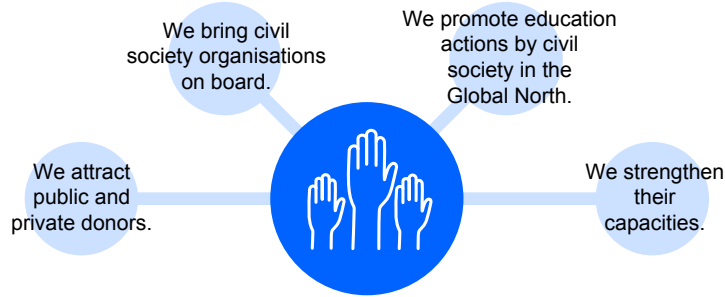 We attract
public and
private donors.
We bring civil
society organisations
on board.
We promote education
actions by civil
society in the
Global North.
We strengthen
their
capacities.